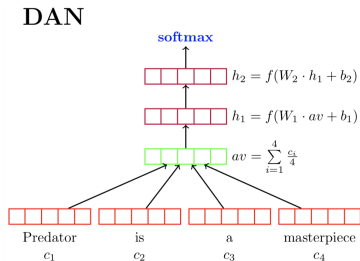 DAN
softmax
h₂ = f(W₂ · h₁ + b₂)
h₁ = f(W₁ · av + b₁)
av = ∑_{i=1}^{4} c_i/4
Predator is a masterpiece
c₁ c₂ c₃ c₄